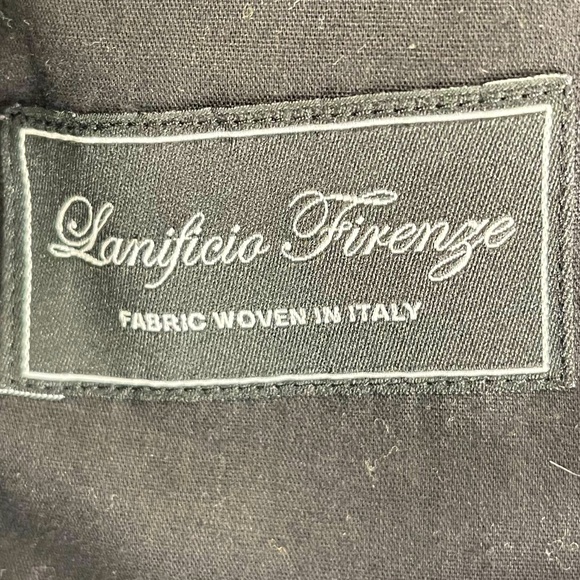 Lanificio Firenze
FABRIC WOVEN IN ITALY